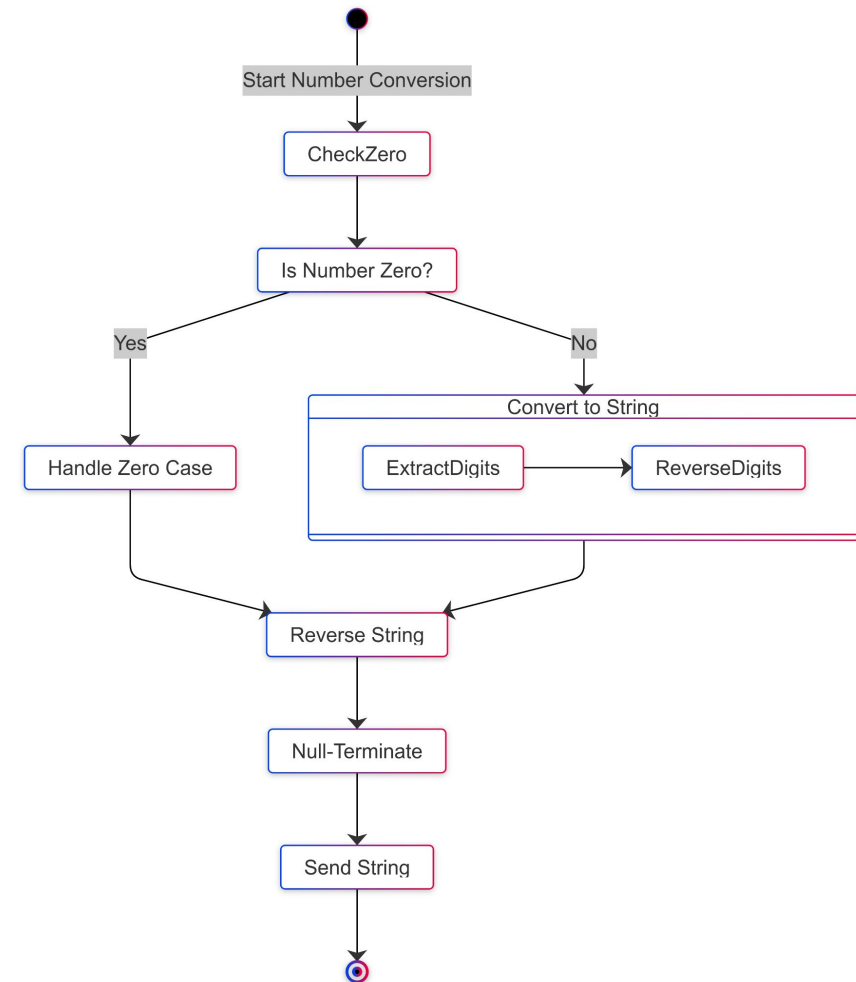 Start Number Conversion
CheckZero
Is Number Zero?
Yes
No
Convert to String
Handle Zero Case
ExtractDigits
ReverseDigits
Reverse String
Null-Terminate
Send String